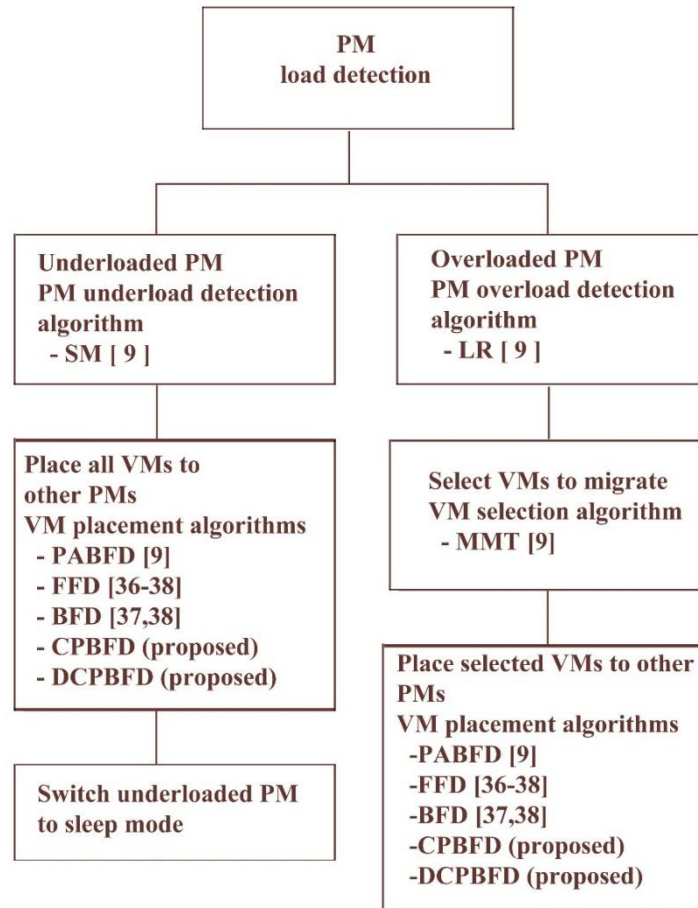 PM
load detection
Underloaded PM
PM underload detection
algorithm
- SM [ 9 ]
Overloaded PM
PM overload detection
algorithm
- LR [ 9 ]
Place all VMs to
other PMs
VM placement algorithms
- PABFD [9]
- FFD [36-38]
- BFD [37,38]
- CPBFD (proposed)
- DCPBFD (proposed)
Select VMs to migrate
VM selection algorithm
- MMT [9]
Switch underloaded PM
to sleep mode
Place selected VMs to other
PMs
VM placement algorithms
-PABFD [9]
-FFD [36-38]
-BFD [37,38]
-CPBFD (proposed)
-DCPBFD (proposed)